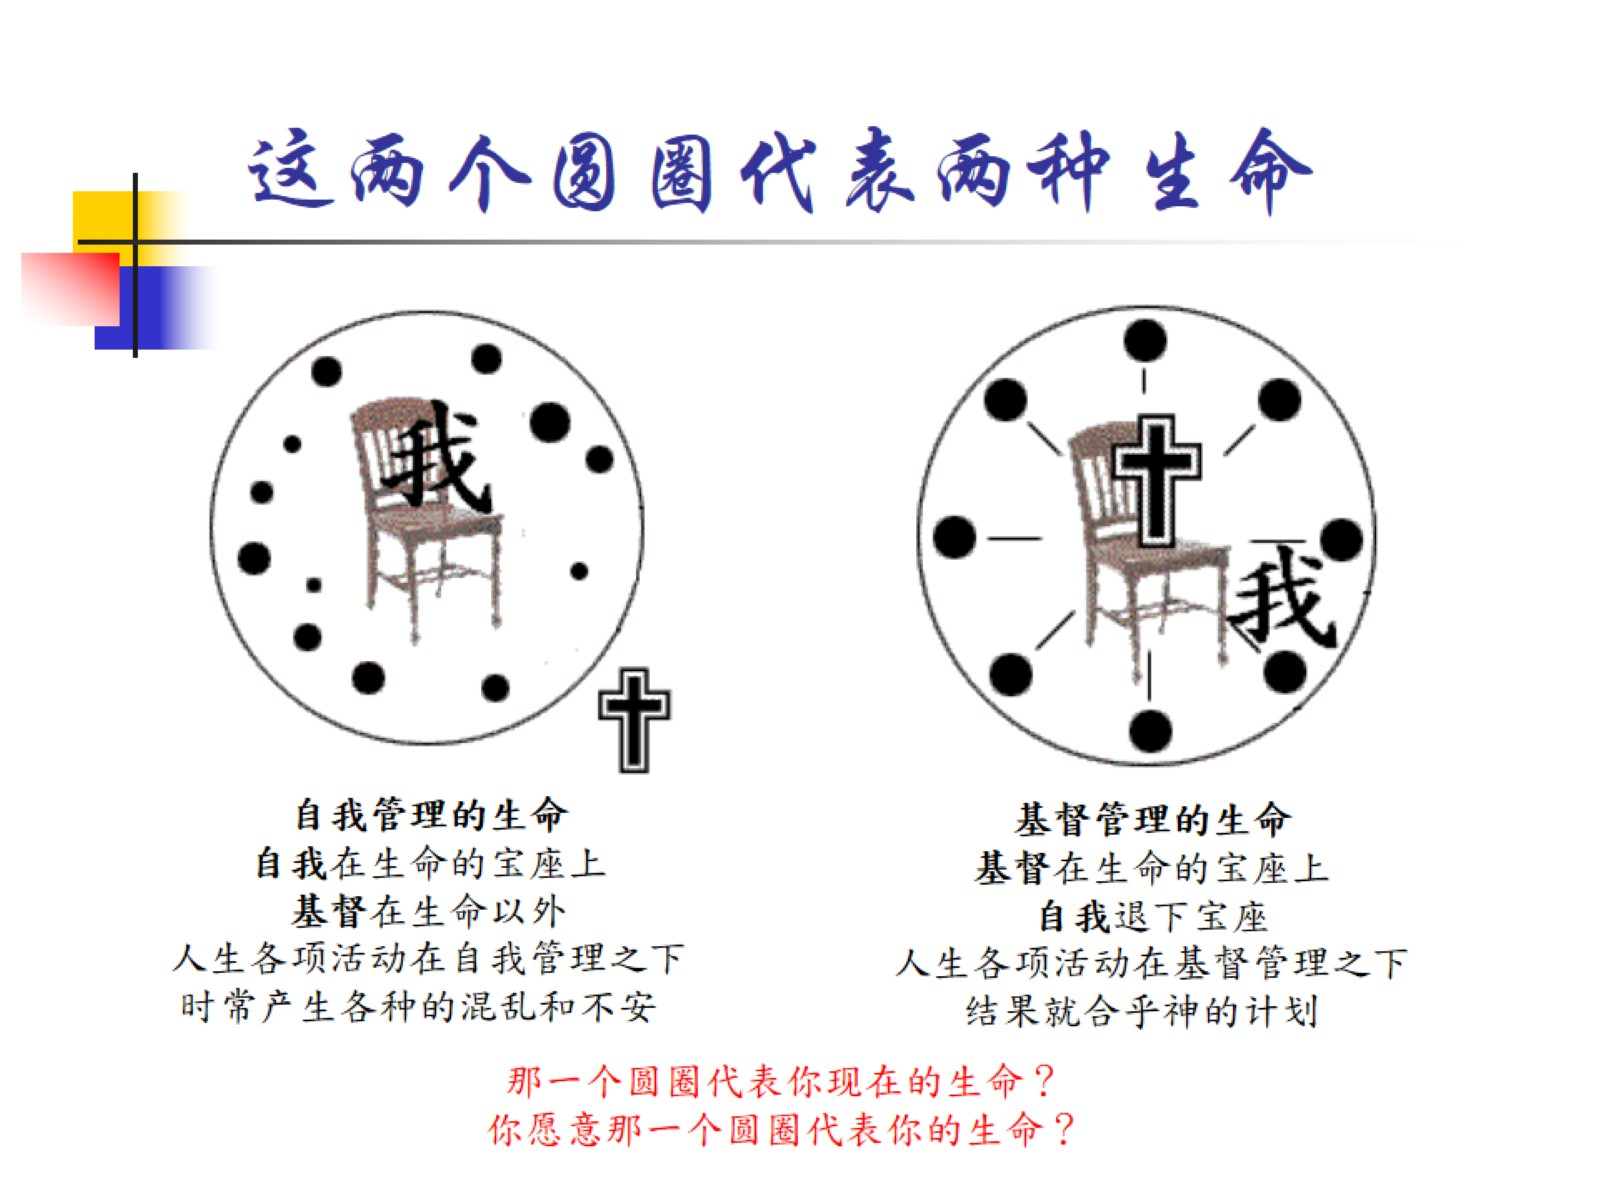 这两个圆圈代表两种生命
我
我
自我管理的生命
自我在生命的宝座上
基督在生命以外
人生各项活动在自我管理之下
时常产生各种的混乱和不安
基督管理的生命
基督在生命的宝座上
自我退下宝座
人生各项活动在基督管理之下
结果就合乎神的计划
那一个圆圈代表你现在的生命？
你愿意那一个圆圈代表你的生命？